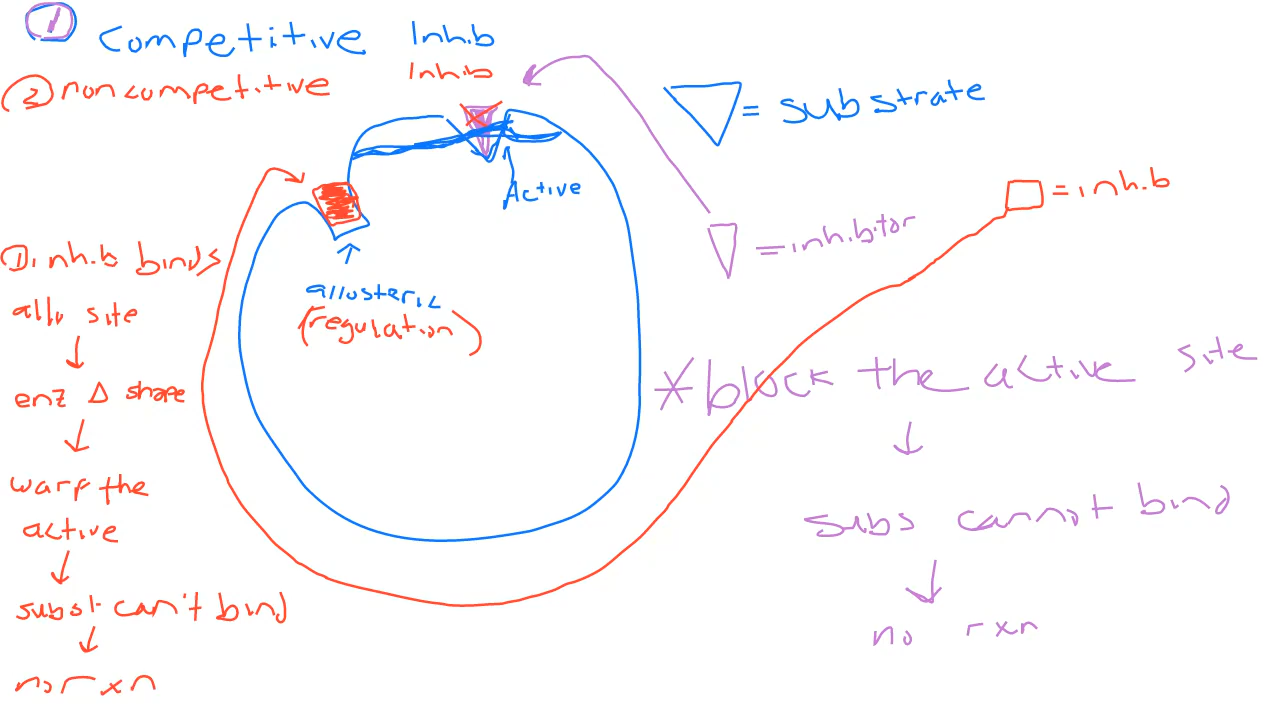 ① competitive Inhib
② noncompetitive Inhib
= substrate
Active
= inhib
= inhibitor
① inhib binds
allo site
↓
enz Δ shape
↓
warp the
active
↓
subst can't bind
↓
no rxn
allosteric
(regulation)
*block the active site
↓
subs cannot bind
↓
no rxn